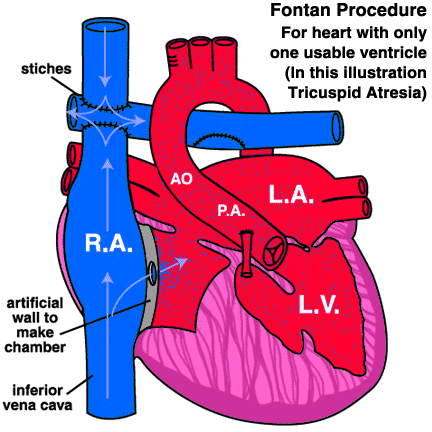 Fontan Procedure
For heart with only
one usable ventricle
(In this illustration
Tricuspid Atresia)
stiches
AO
P.A.
L.A.
R.A.
L.V.
artificial
wall to
make
chamber
inferior
vena cava